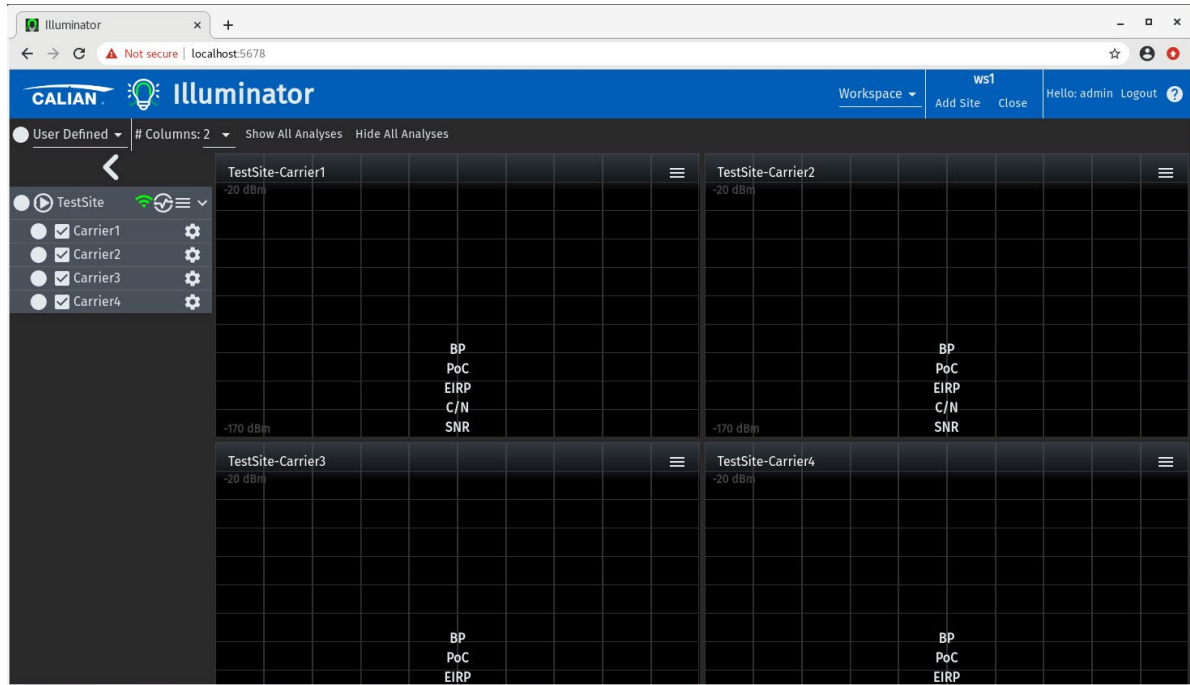 Illuminator
Not secure | localhost:5678
CALIAN
Illuminator
Workspace
ws1
Add Site Close
Hello: admin Logout ?
User Defined # Columns: 2 Show All Analyses Hide All Analyses
TestSite
Carrier1
Carrier2
Carrier3
Carrier4
TestSite-Carrier1
-20 dBm
BP
PoC
EIRP
C/N
-170 dBm SNR
TestSite-Carrier2
-20 dBm
BP
PoC
EIRP
C/N
-170 dBm SNR
TestSite-Carrier3
-20 dBm
BP
PoC
EIRP
TestSite-Carrier4
-20 dBm
BP
PoC
EIRP